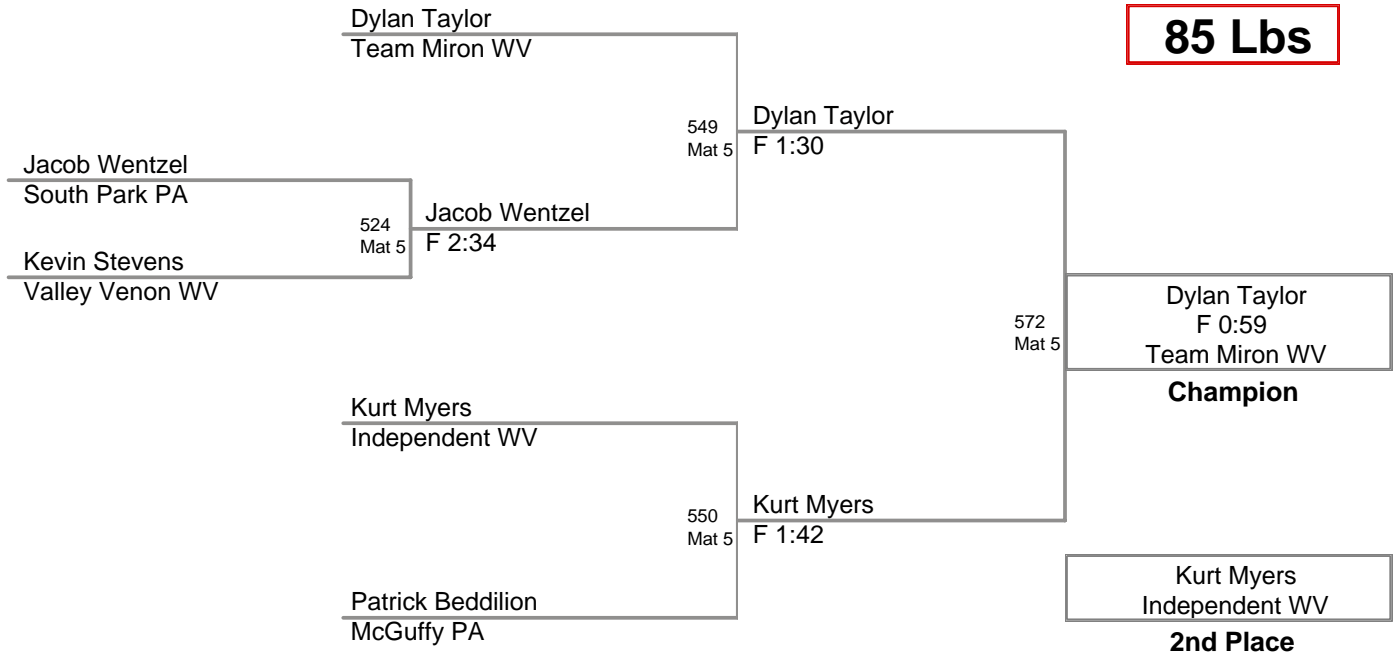 Dylan Taylor
Team Miron WV
85 Lbs
549
Mat 5
Dylan Taylor
F 1:30
Jacob Wentzel
South Park PA
524
Mat 5
Jacob Wentzel
F 2:34
Kevin Stevens
Valley Venon WV
572
Mat 5
Dylan Taylor
F 0:59
Team Miron WV
Champion
Kurt Myers
Independent WV
550
Mat 5
Kurt Myers
F 1:42
Patrick Beddilion
McGuffy PA
Kurt Myers
Independent WV
2nd Place